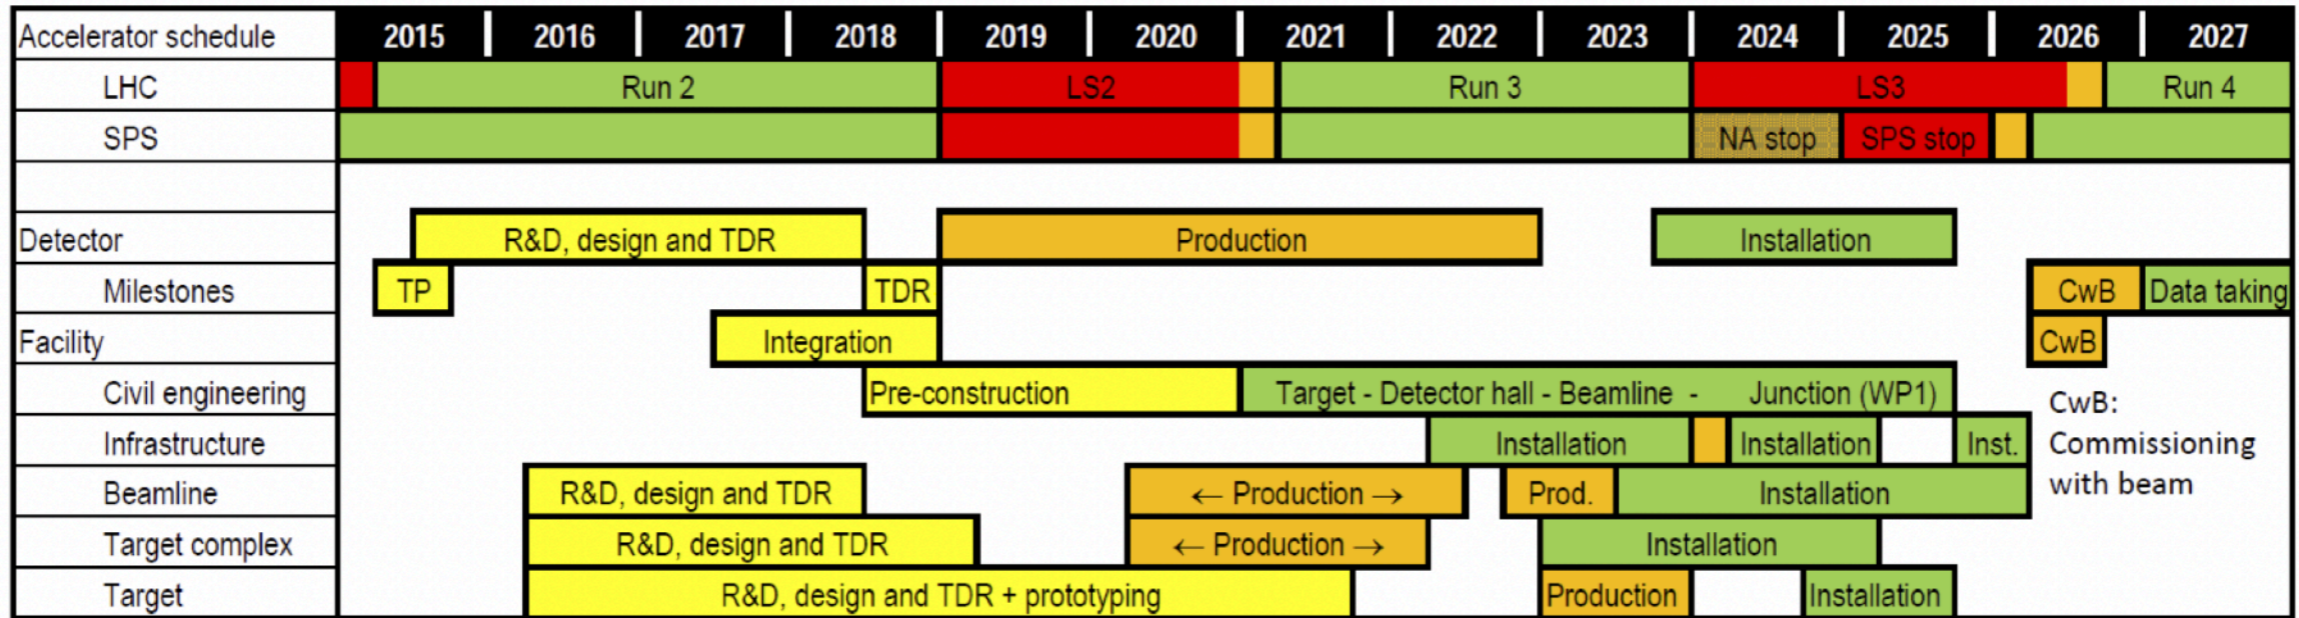 Accelerator schedule 2015 2016 2017 2018 2019 2020 2021 2022 2023 2024 2025 2026 2027
LHC Run 2 LS2 Run 3 LS3 Run 4
SPS NA stop SPS stop
Detector R&D, design and TDR Production Installation
Milestones TP TDR CwB Data taking
Facility Integration CwB
Civil engineering Pre-construction Target - Detector hall - Beamline - Junction (WP1)
CwB:
Infrastructure Installation Installation Inst. Commissioning
Beamline R&D, design and TDR ← Production → Prod. Installation with beam
Target complex R&D, design and TDR ← Production → Installation
Target R&D, design and TDR + prototyping Production Installation